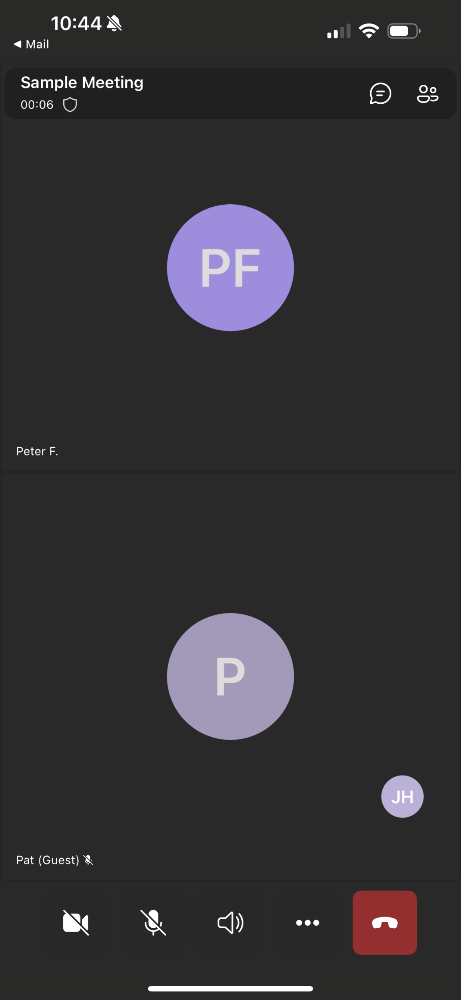 10:44
Mail
Sample Meeting
00:06
PF
Peter F.
P
JH
Pat (Guest)